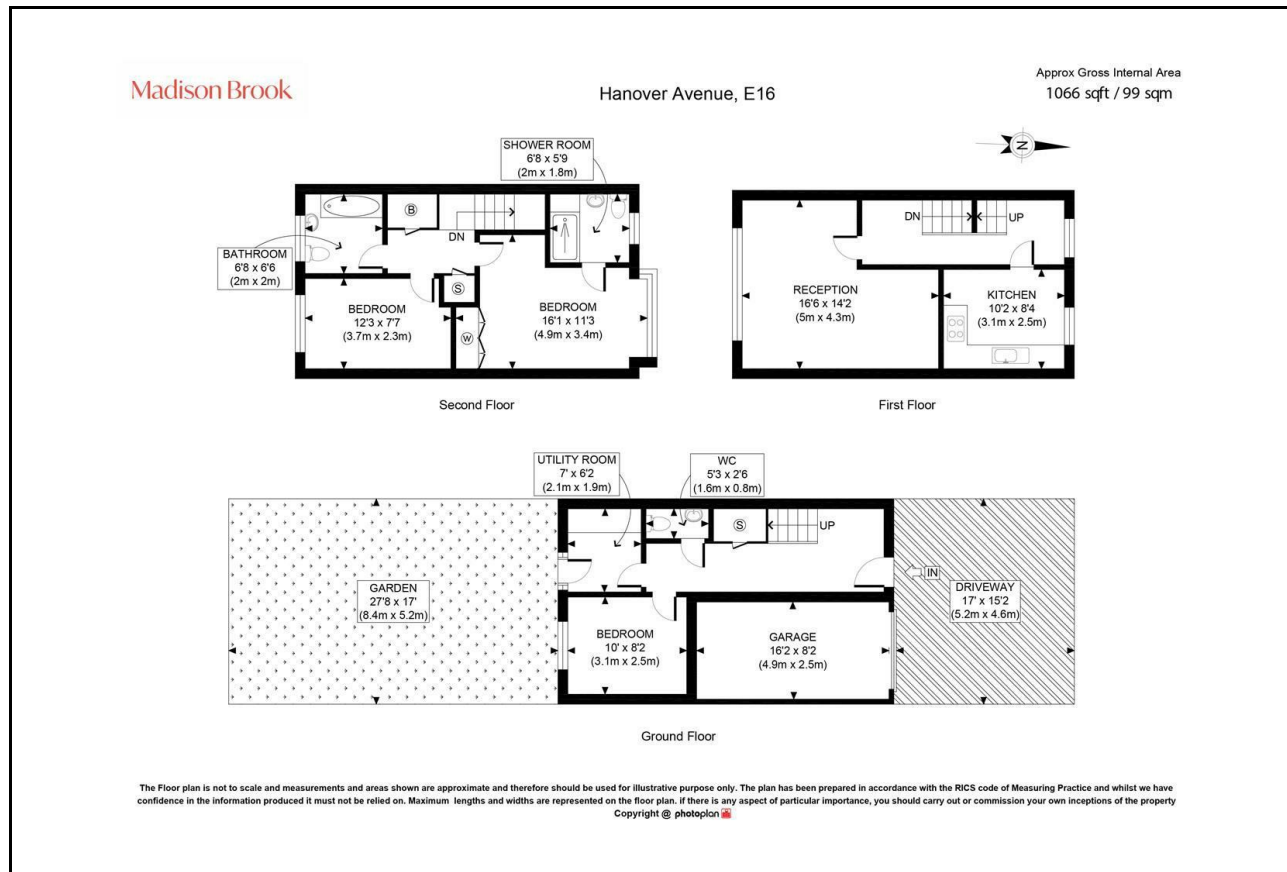 Madison Brook
Hanover Avenue, E16
Approx Gross Internal Area
1066 sqft / 99 sqm
N
SHOWER ROOM
6'8 x 5'9
(2m x 1.8m)
B
DN
BATHROOM
6'8 x 6'6
(2m x 2m)
S
BEDROOM
12'3 x 7'7
(3.7m x 2.3m)
W
BEDROOM
16'1 x 11'3
(4.9m x 3.4m)
Second Floor
DN
UP
RECEPTION
16'6 x 14'2
(5m x 4.3m)
KITCHEN
10'2 x 8'4
(3.1m x 2.5m)
First Floor
UTILITY ROOM
7' x 6'2
(2.1m x 1.9m)
WC
5'3 x 2'6
(1.6m x 0.8m)
S
UP
GARDEN
27'8 x 17'
(8.4m x 5.2m)
IN
DRIVEWAY
17' x 15'2
(5.2m x 4.6m)
BEDROOM
10' x 8'2
(3.1m x 2.5m)
GARAGE
16'2 x 8'2
(4.9m x 2.5m)
Ground Floor
The Floor plan is not to scale and measurements and areas shown are approximate and therefore should be used for illustrative purpose only. The plan has been prepared in accordance with the RICS code of Measuring Practice and whilst we have
confidence in the information produced it must not be relied on. Maximum lengths and widths are represented on the floor plan. if there is any aspect of particular importance, you should carry out or commission your own inceptions of the property
Copyright @ photoplan